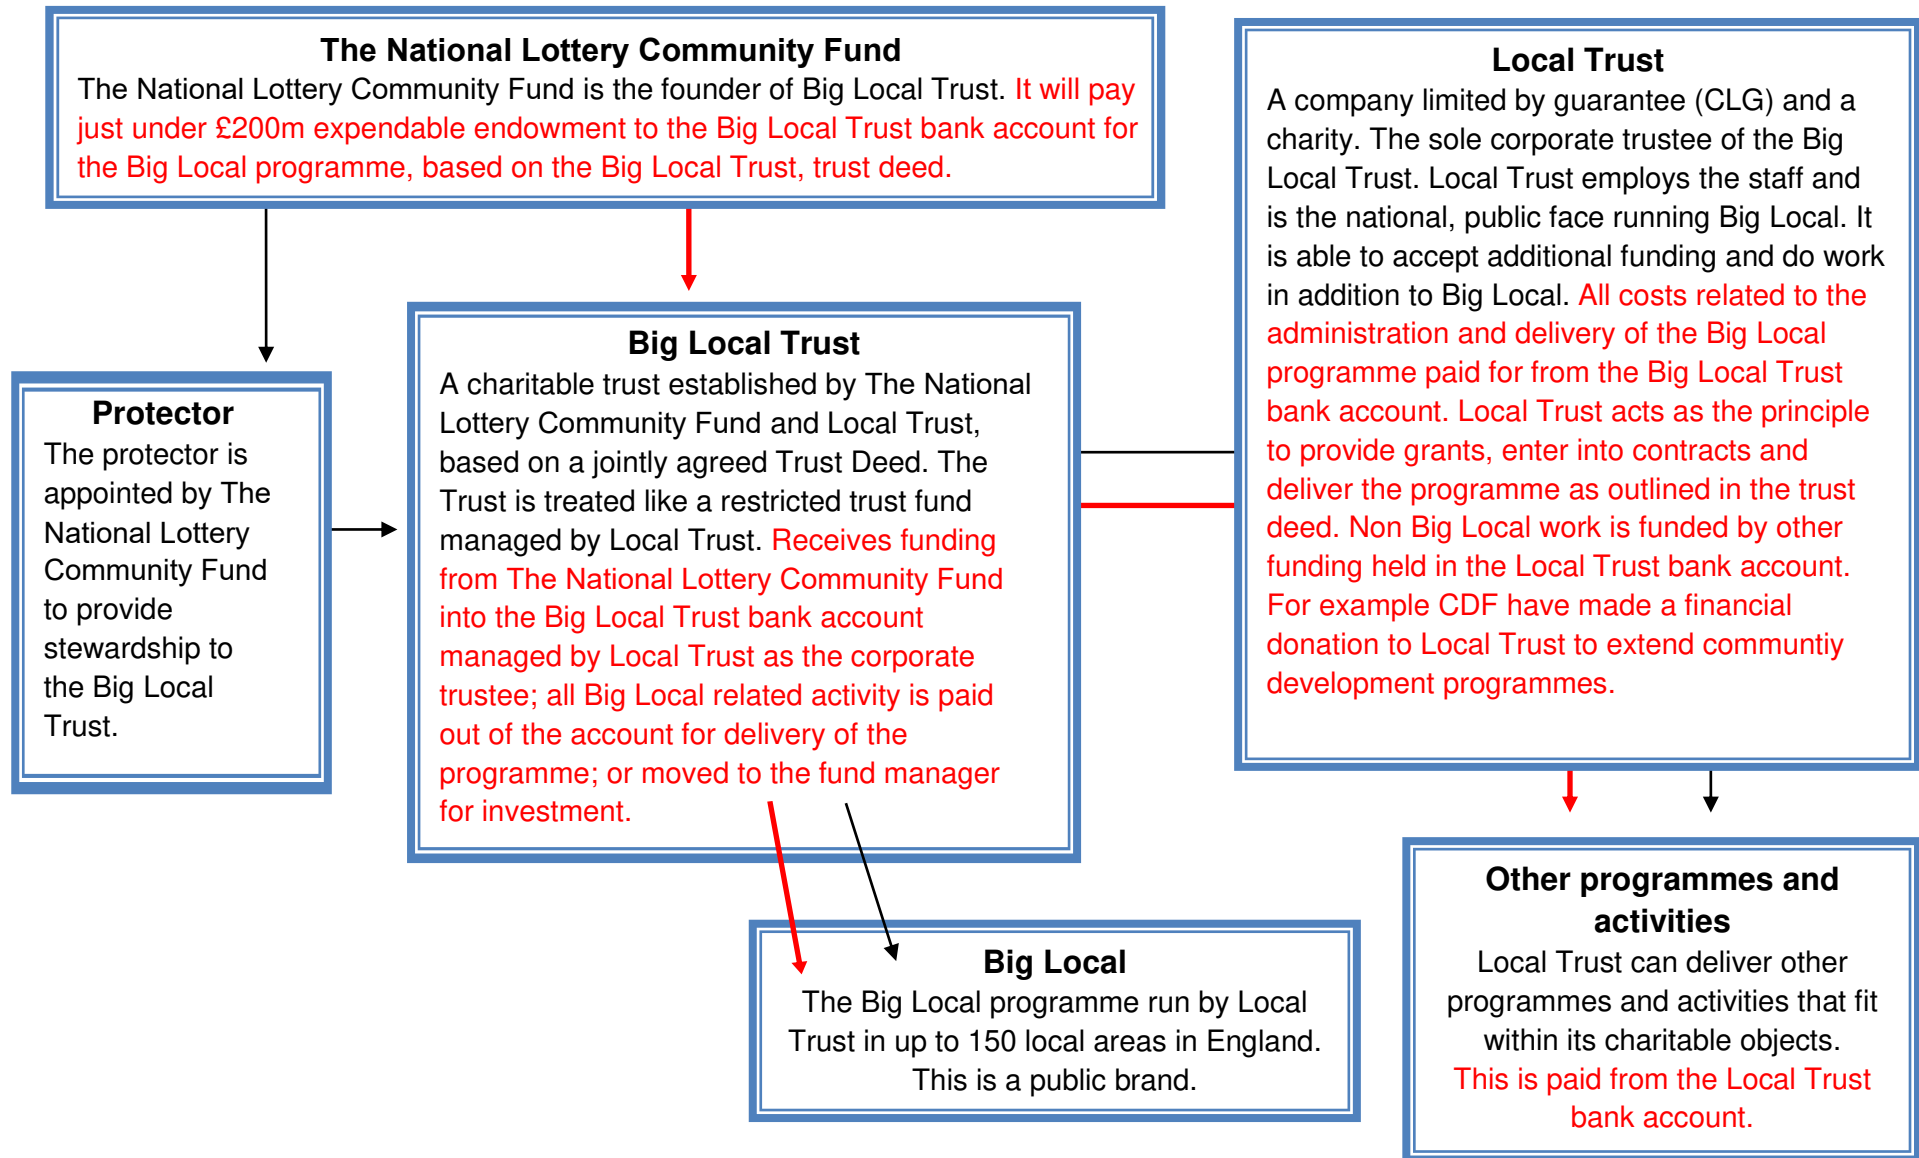 The National Lottery Community Fund
The National Lottery Community Fund is the founder of Big Local Trust. It will pay
just under £200m expendable endowment to the Big Local Trust bank account for
the Big Local programme, based on the Big Local Trust, trust deed.
Local Trust
A company limited by guarantee (CLG) and a
charity. The sole corporate trustee of the Big
Local Trust. Local Trust employs the staff and
is the national, public face running Big Local. It
is able to accept additional funding and do work
in addition to Big Local. All costs related to the
administration and delivery of the Big Local
programme paid for from the Big Local Trust
bank account. Local Trust acts as the principle
to provide grants, enter into contracts and
deliver the programme as outlined in the trust
deed. Non Big Local work is funded by other
funding held in the Local Trust bank account.
For example CDF have made a financial
donation to Local Trust to extend communtiy
development programmes.
Big Local Trust
A charitable trust established by The National
Lottery Community Fund and Local Trust,
based on a jointly agreed Trust Deed. The
Trust is treated like a restricted trust fund
managed by Local Trust. Receives funding
from The National Lottery Community Fund
into the Big Local Trust bank account
managed by Local Trust as the corporate
trustee; all Big Local related activity is paid
out of the account for delivery of the
programme; or moved to the fund manager
for investment.
Protector
The protector is
appointed by The
National Lottery
Community Fund
to provide
stewardship to
the Big Local
Trust.
Big Local
The Big Local programme run by Local
Trust in up to 150 local areas in England.
This is a public brand.
Other programmes and
activities
Local Trust can deliver other
programmes and activities that fit
within its charitable objects.
This is paid from the Local Trust
bank account.